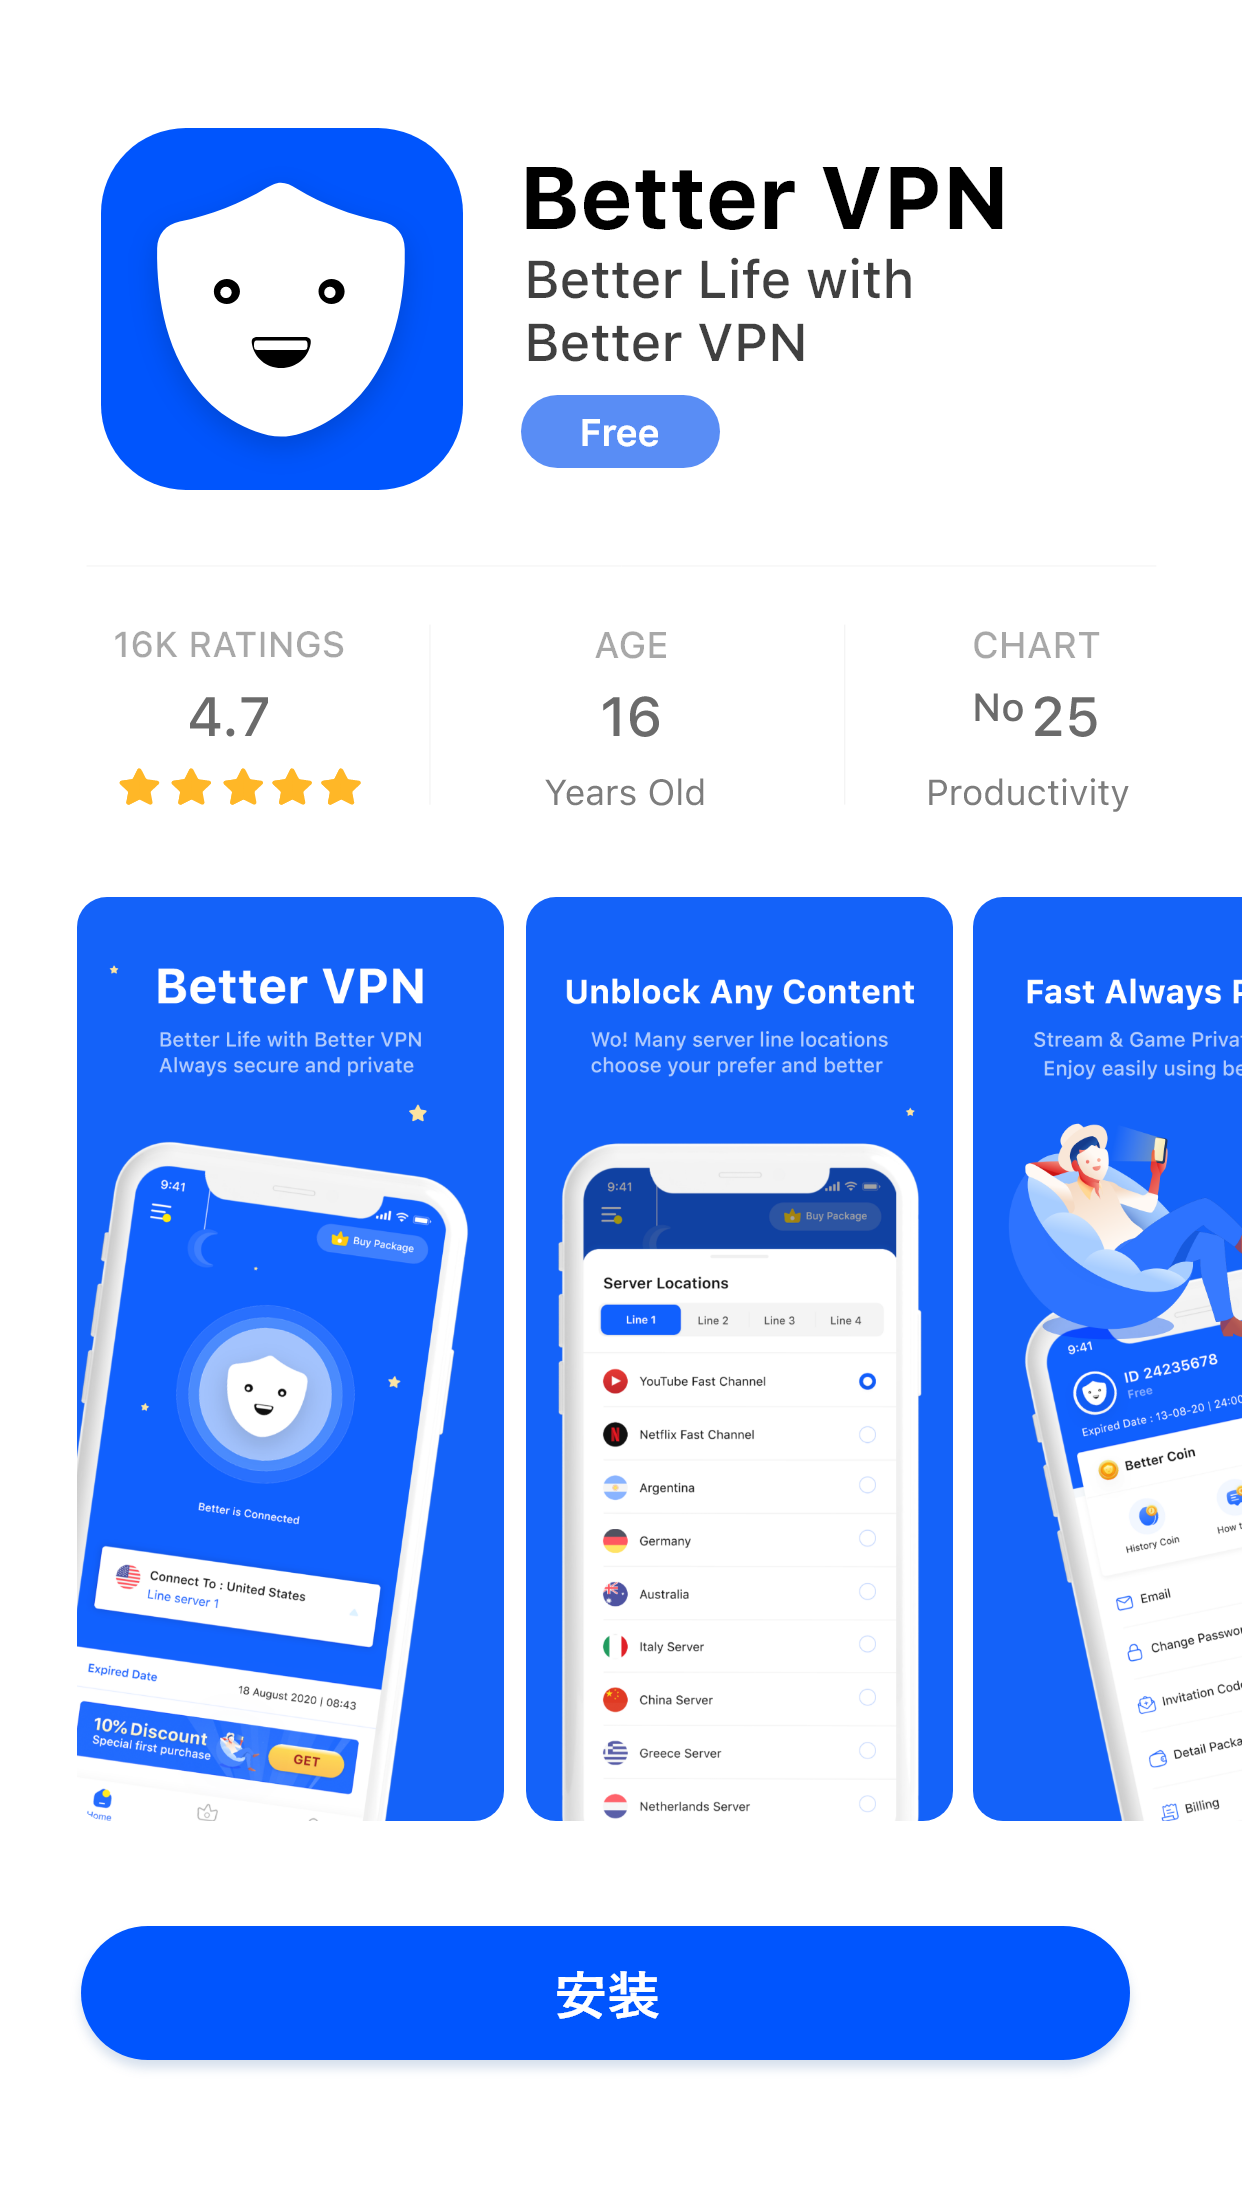 Better VPN
Better Life with
Better VPN
Free
16K RATINGS
4.7
AGE
16
Years Old
CHART
No 25
Productivity
Better VPN
Better Life with Better VPN
Always secure and private
9:41
Buy Package
Better is Connected
Connect To : United States
Line server 1
Expired Date
18 August 2020 | 08:43
10% Discount
Special first purchase
GET
Home
Unblock Any Content
Wo! Many server line locations
choose your prefer and better
9:41
Buy Package
Server Locations
Line 1
Line 2
Line 3
Line 4
YouTube Fast Channel
Netflix Fast Channel
Argentina
Germany
Australia
Italy Server
China Server
Greece Server
Netherlands Server
Fast Always
Stream & Game
Enjoy easily using
9:41
ID 24235678
Free
Expired Date : 13-08-20 | 24:00
Better Coin
History Coin
How
Email
Change
Invitation
Detail
Billing
安装